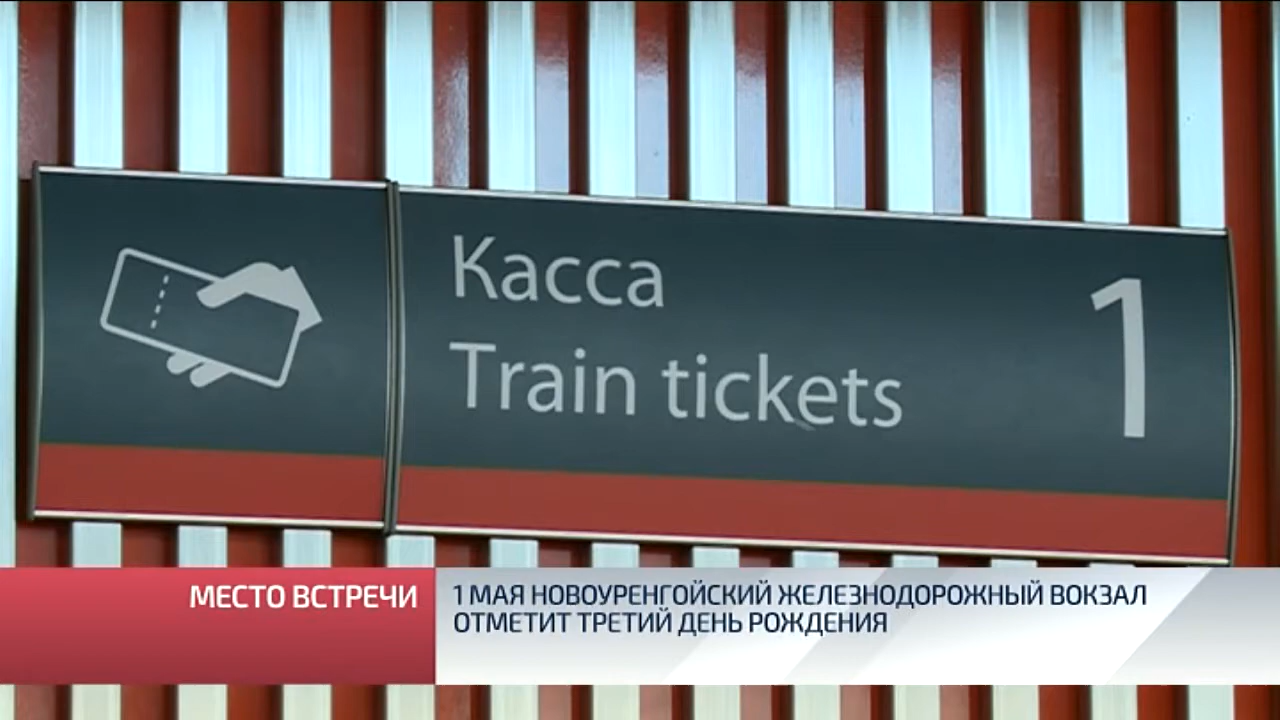 Касса
Train tickets
1
МЕСТО ВСТРЕЧИ
1 МАЯ НОВОУРЕНГОЙСКИЙ ЖЕЛЕЗНОДОРОЖНЫЙ ВОКЗАЛ
ОТМЕТИТ ТРЕТИЙ ДЕНЬ РОЖДЕНИЯ